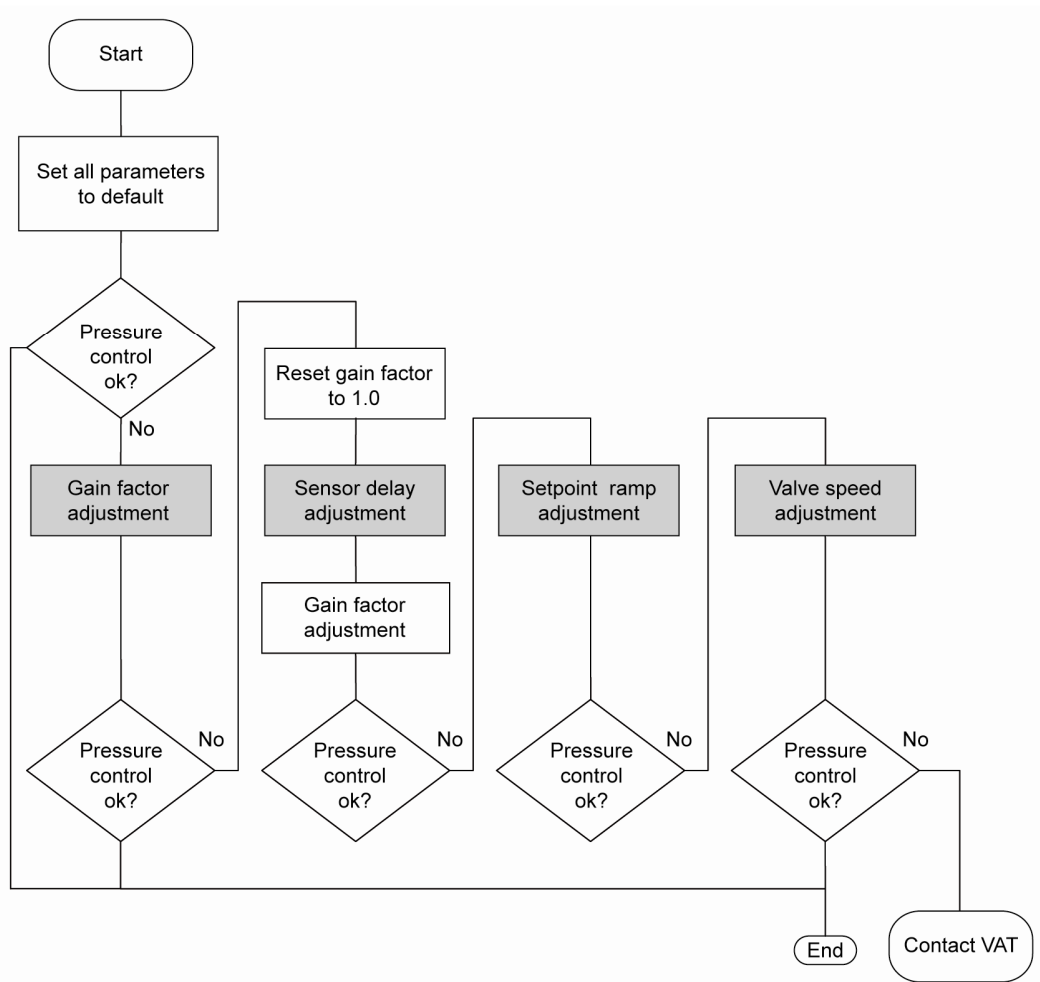 Start
Set all parameters
to default
Pressure
control
ok?
No
Gain factor
adjustment
Pressure
control
ok?
No
Reset gain factor
to 1.0
Sensor delay
adjustment
Gain factor
adjustment
Pressure
control
ok?
No
Setpoint ramp
adjustment
Pressure
control
ok?
No
Valve speed
adjustment
Pressure
control
ok?
No
End
Contact VAT